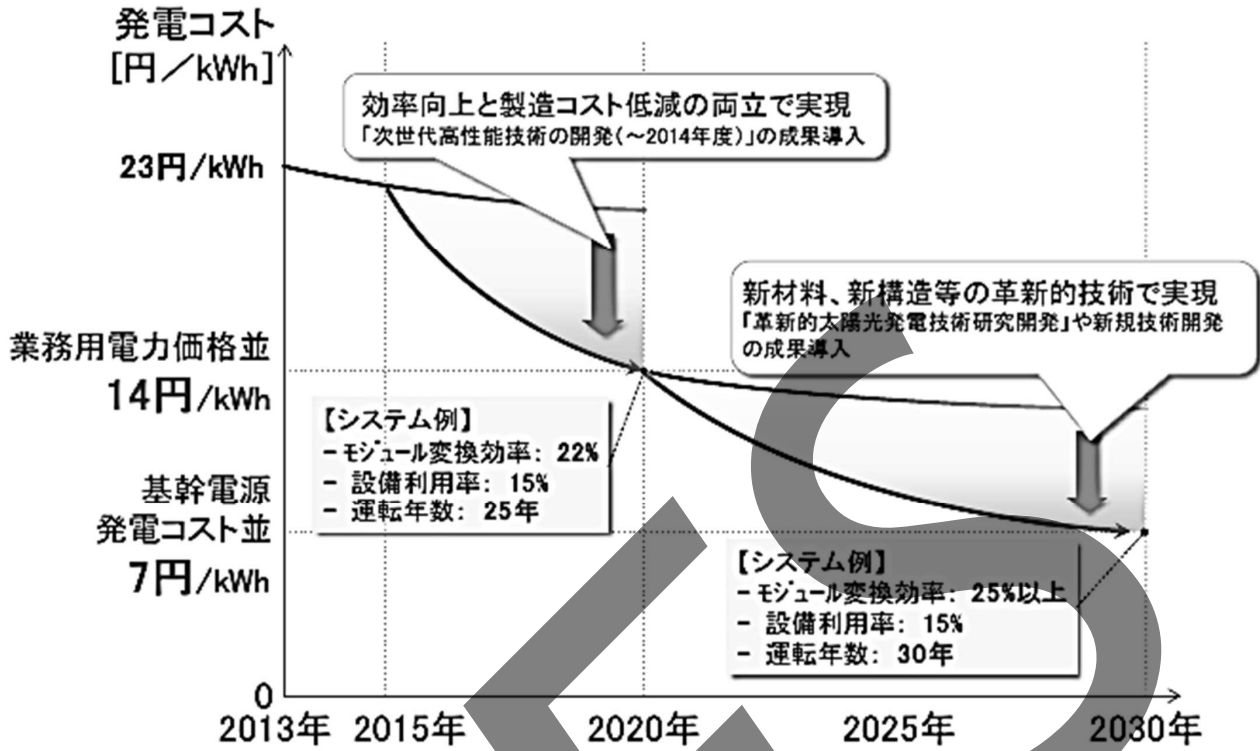 発電コスト
[円／kWh]
効率向上と製造コスト低減の両立で実現
「次世代高性能技術の開発(～2014年度)」の成果導入
23円/kWh
新材料、新構造等の革新的技術で実現
「革新的太陽光発電技術研究開発」や新規技術開発
の成果導入
業務用電力価格並
14円/kWh
【システム例】
- モジュール変換効率: 22%
- 設備利用率: 15%
- 運転年数: 25年
基幹電源
発電コスト並
7円/kWh
【システム例】
- モジュール変換効率: 25%以上
- 設備利用率: 15%
- 運転年数: 30年
0
2013年 2015年 2020年 2025年 2030年